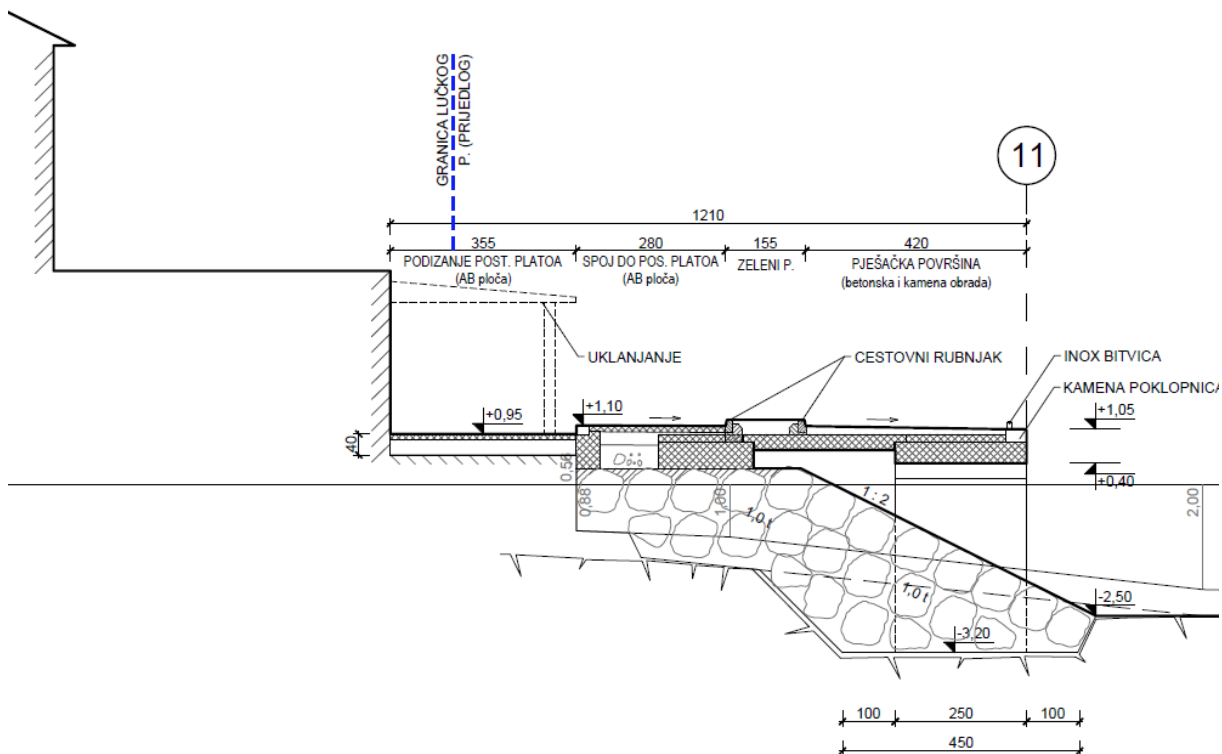 GRANICA LUČKOG
P. (PRIJEDLOG)
11
1210
355
280
155
420
PODIZANJE POST. PLATOA
(AB ploča)
SPOJ DO POS. PLATOA
(AB ploča)
ZELENI P.
PJEŠAČKA POVRŠINA
(betonska i kamena obrada)
UKLANJANJE
CESTOVNI RUBNJAK
INOX BITVICA
KAMENA POKLOPNICA
+0,95
+1,10
+1,05
+0,40
40
0,56
0,88
1,00
1 : 2
2,00
1,0 t
1,0 t
-2,50
-3,20
100
250
100
450